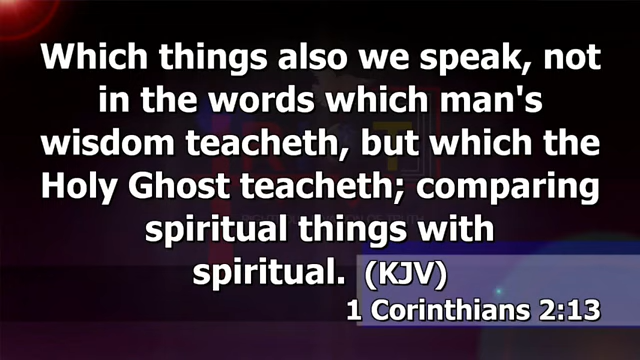 Which things also we speak, not
in the words which man's
wisdom teacheth, but which the
Holy Ghost teacheth; comparing
spiritual things with
spiritual. (KJV)
1 Corinthians 2:13